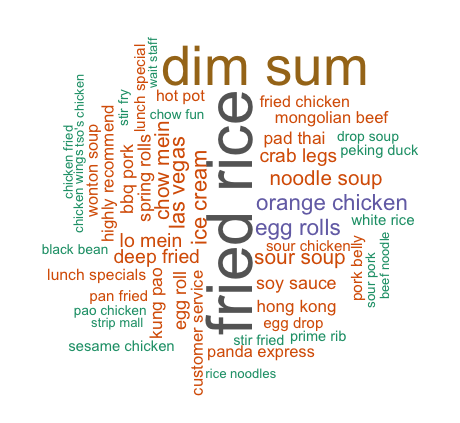 dim sum
fried rice
wait staff
lunch special
stir fry
hot pot
chow fun
fried chicken
mongolian beef
pad thai
drop soup
crab legs
peking duck
noodle soup
orange chicken
white rice
egg rolls
sour chicken
sour soup
soy sauce
hong kong
egg drop
prime rib
stir fried
panda express
rice noodles
pork belly
sour pork
beef noodle
chicken fried
chicken wings
tso's chicken
wonton soup
highly recommend
bbq pork
spring rolls
chow mein
las vegas
ice cream
lo mein
black bean
deep fried
lunch specials
pan fried
pao chicken
strip mall
sesame chicken
kung pao
egg roll
customer service